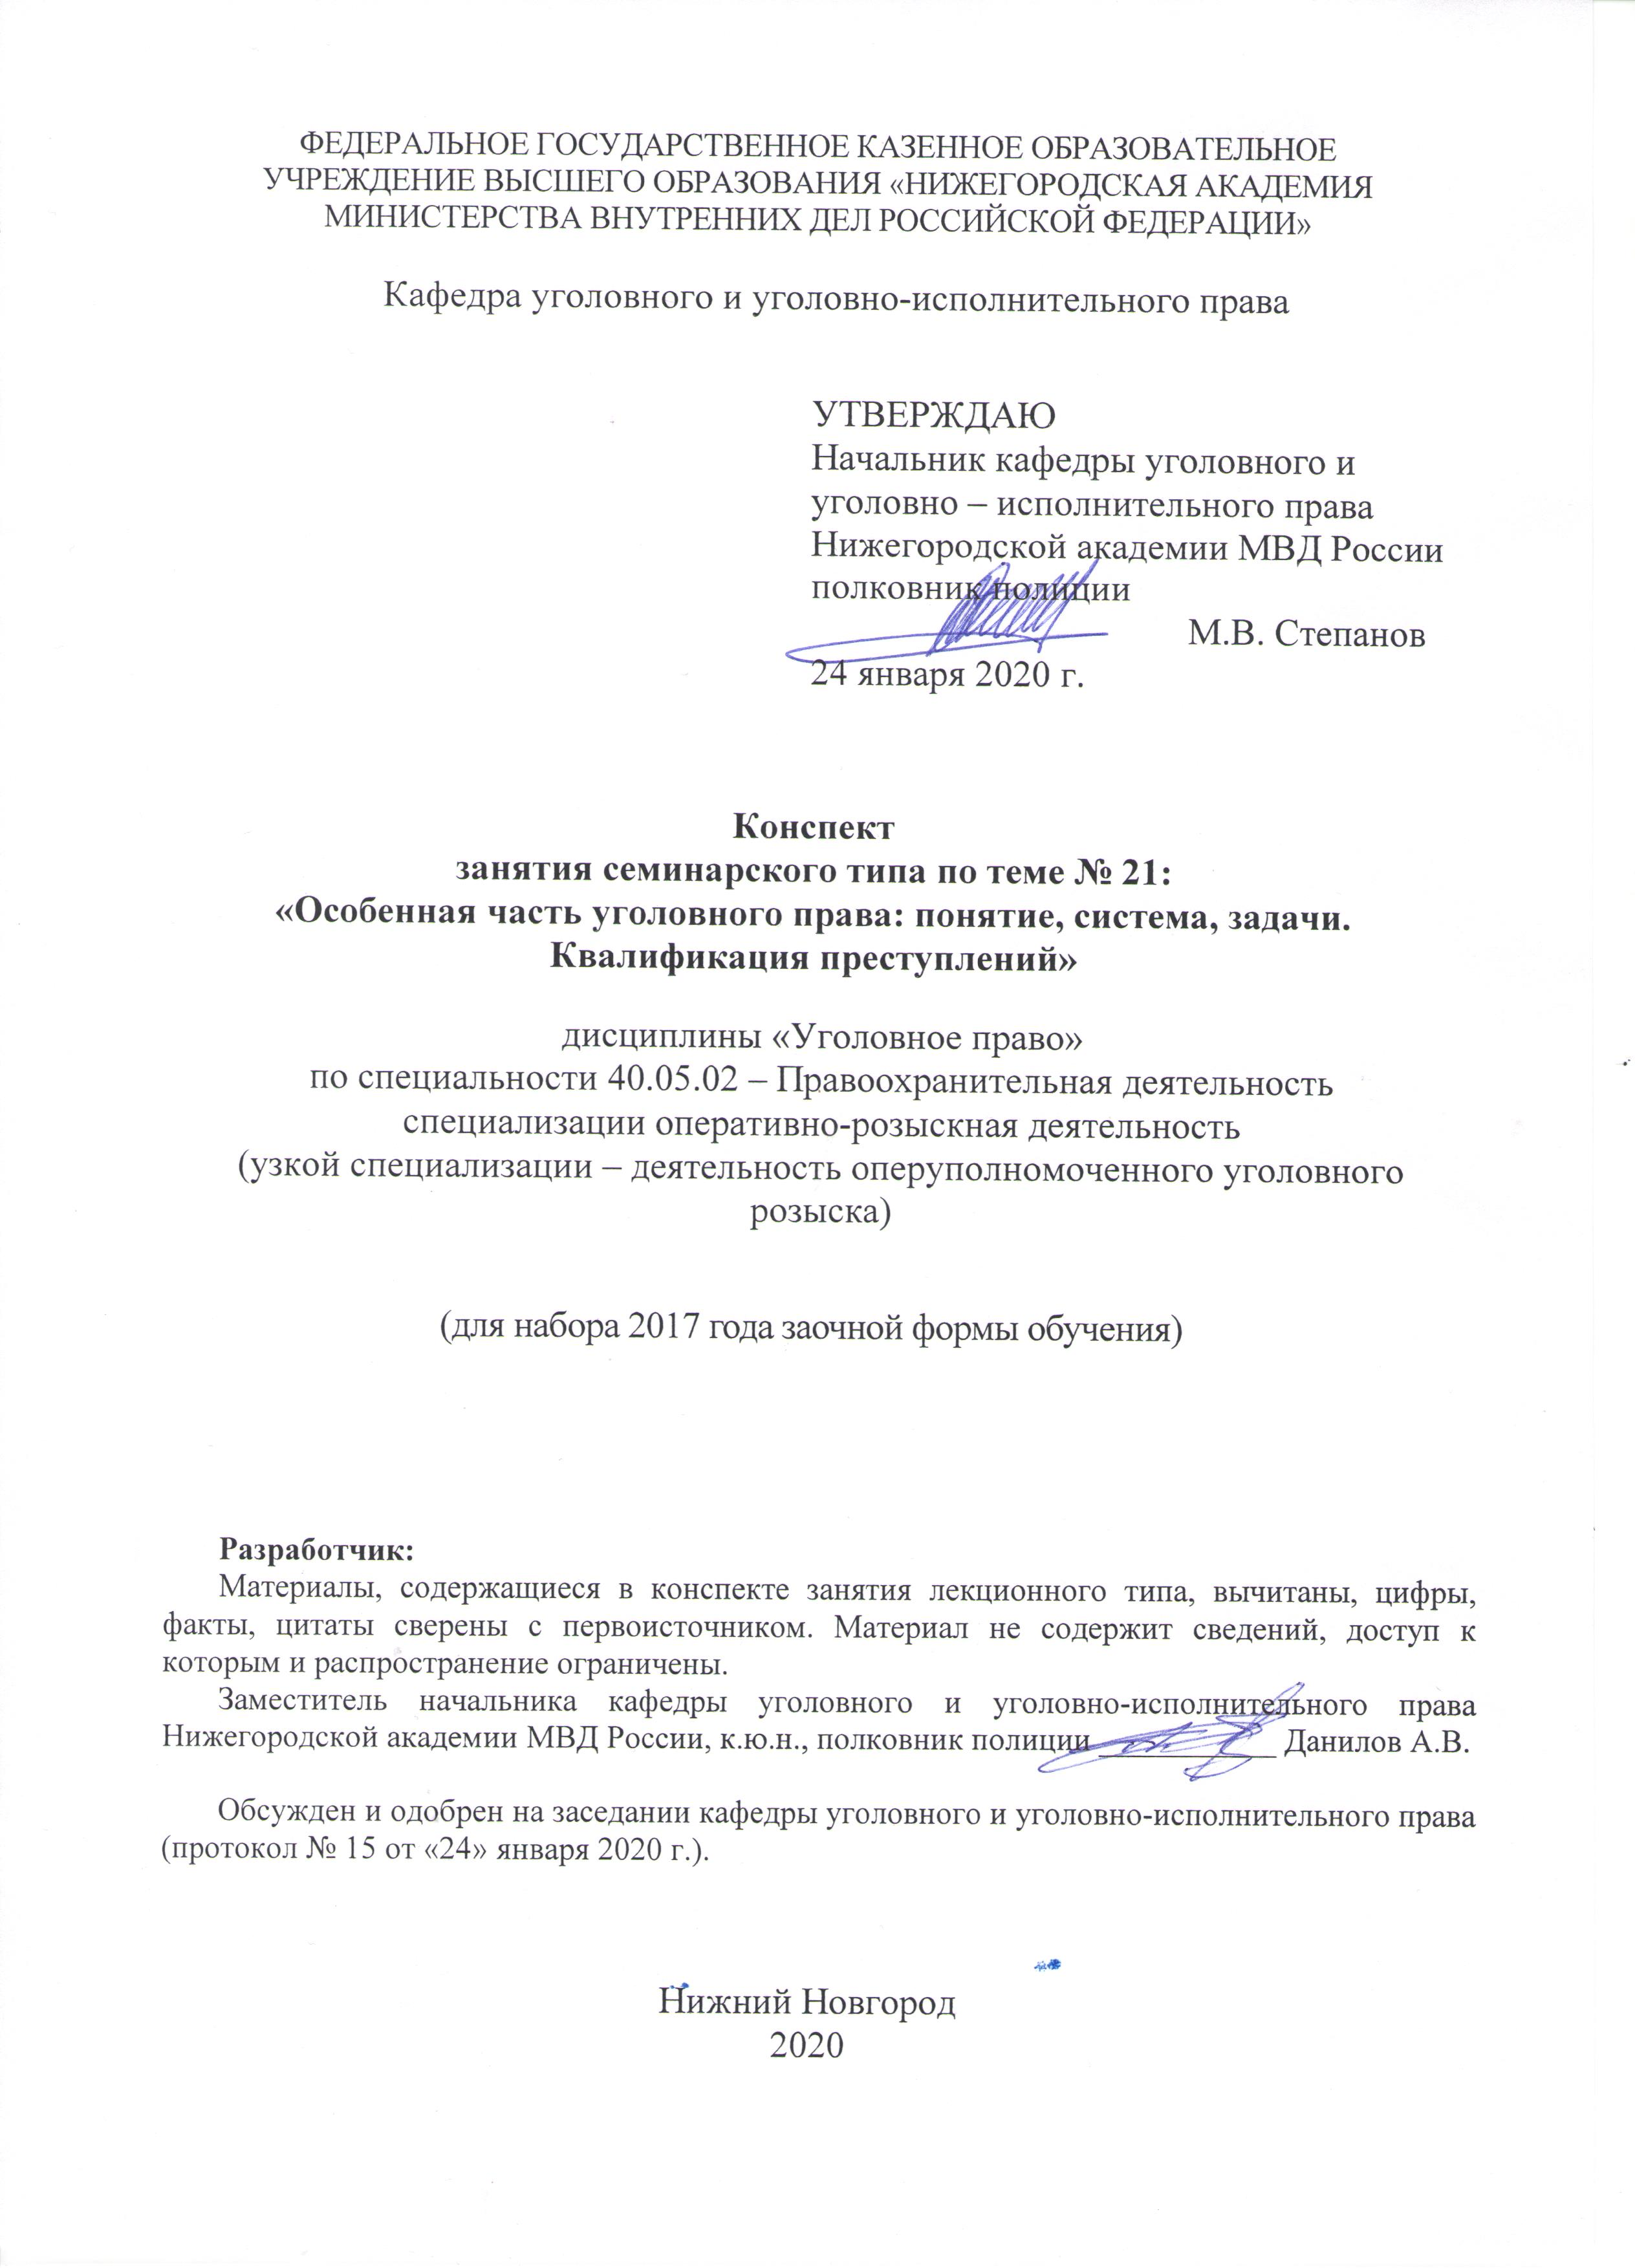 ФЕДЕРАЛЬНОЕ ГОСУДАРСТВЕННОЕ КАЗЕННОЕ ОБРАЗОВАТЕЛЬНОЕ
УЧРЕЖДЕНИЕ ВЫСШЕГО ОБРАЗОВАНИЯ «НИЖЕГОРОДСКАЯ АКАДЕМИЯ
МИНИСТЕРСТВА ВНУТРЕННИХ ДЕЛ РОССИЙСКОЙ ФЕДЕРАЦИИ»
Кафедра уголовного и уголовно-исполнительного права
УТВЕРЖДАЮ
Начальник кафедры уголовного и
уголовно – исполнительного права
Нижегородской академии МВД России
полковник полиции
М.В. Степанов
24 января 2020 г.
Конспект
занятия семинарского типа по теме № 21:
«Особенная часть уголовного права: понятие, система, задачи.
Квалификация преступлений»
дисциплины «Уголовное право»
по специальности 40.05.02 – Правоохранительная деятельность
специализации оперативно-розыскная деятельность
(узкой специализации – деятельность оперуполномоченного уголовного
розыска)
(для набора 2017 года заочной формы обучения)
Разработчик:
Материалы, содержащиеся в конспекте занятия лекционного типа, вычитаны, цифры,
факты, цитаты сверены с первоисточником. Материал не содержит сведений, доступ к
которым и распространение ограничены.
Заместитель начальника кафедры уголовного и уголовно-исполнительного права
Нижегородской академии МВД России, к.ю.н., полковник полиции ___________ Данилов А.В.
Обсужден и одобрен на заседании кафедры уголовного и уголовно-исполнительного права
(протокол № 15 от «24» января 2020 г.).
Нижний Новгород
2020